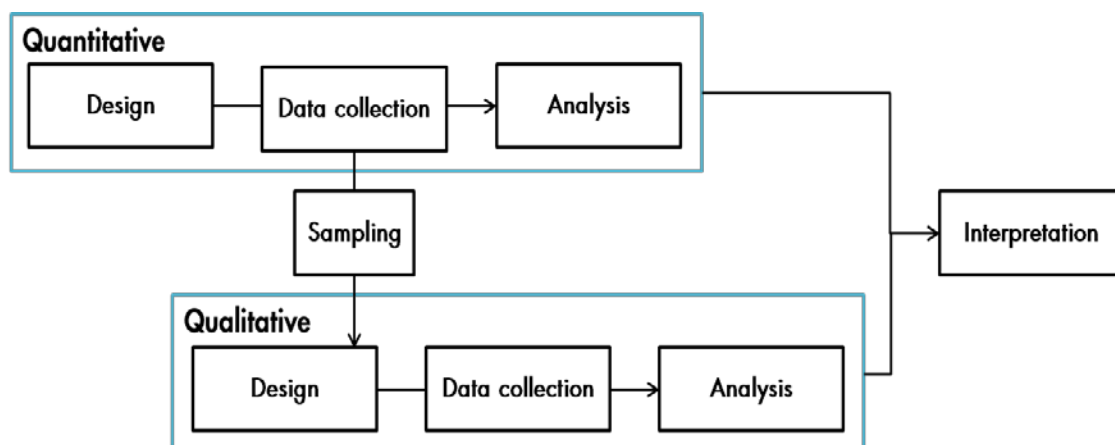 Quantitative
Design
Data collection
Analysis
Sampling
Interpretation
Qualitative
Design
Data collection
Analysis